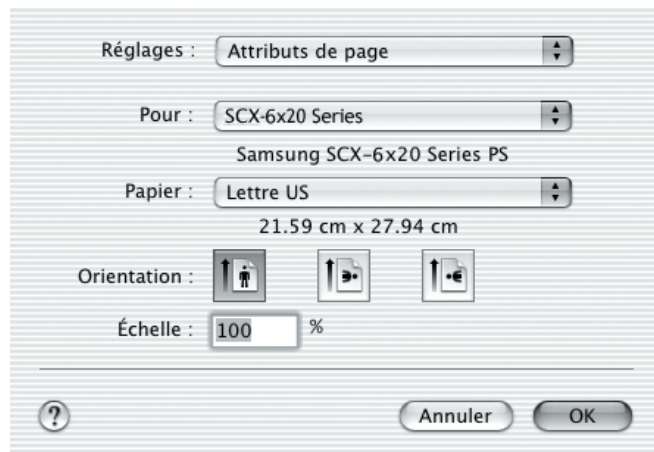 Réglages : Attributs de page
Pour : SCX-6x20 Series
Samsung SCX-6x20 Series PS
Papier : Lettre US
21.59 cm x 27.94 cm
Orientation :
Échelle : 100 %
? Annuler OK